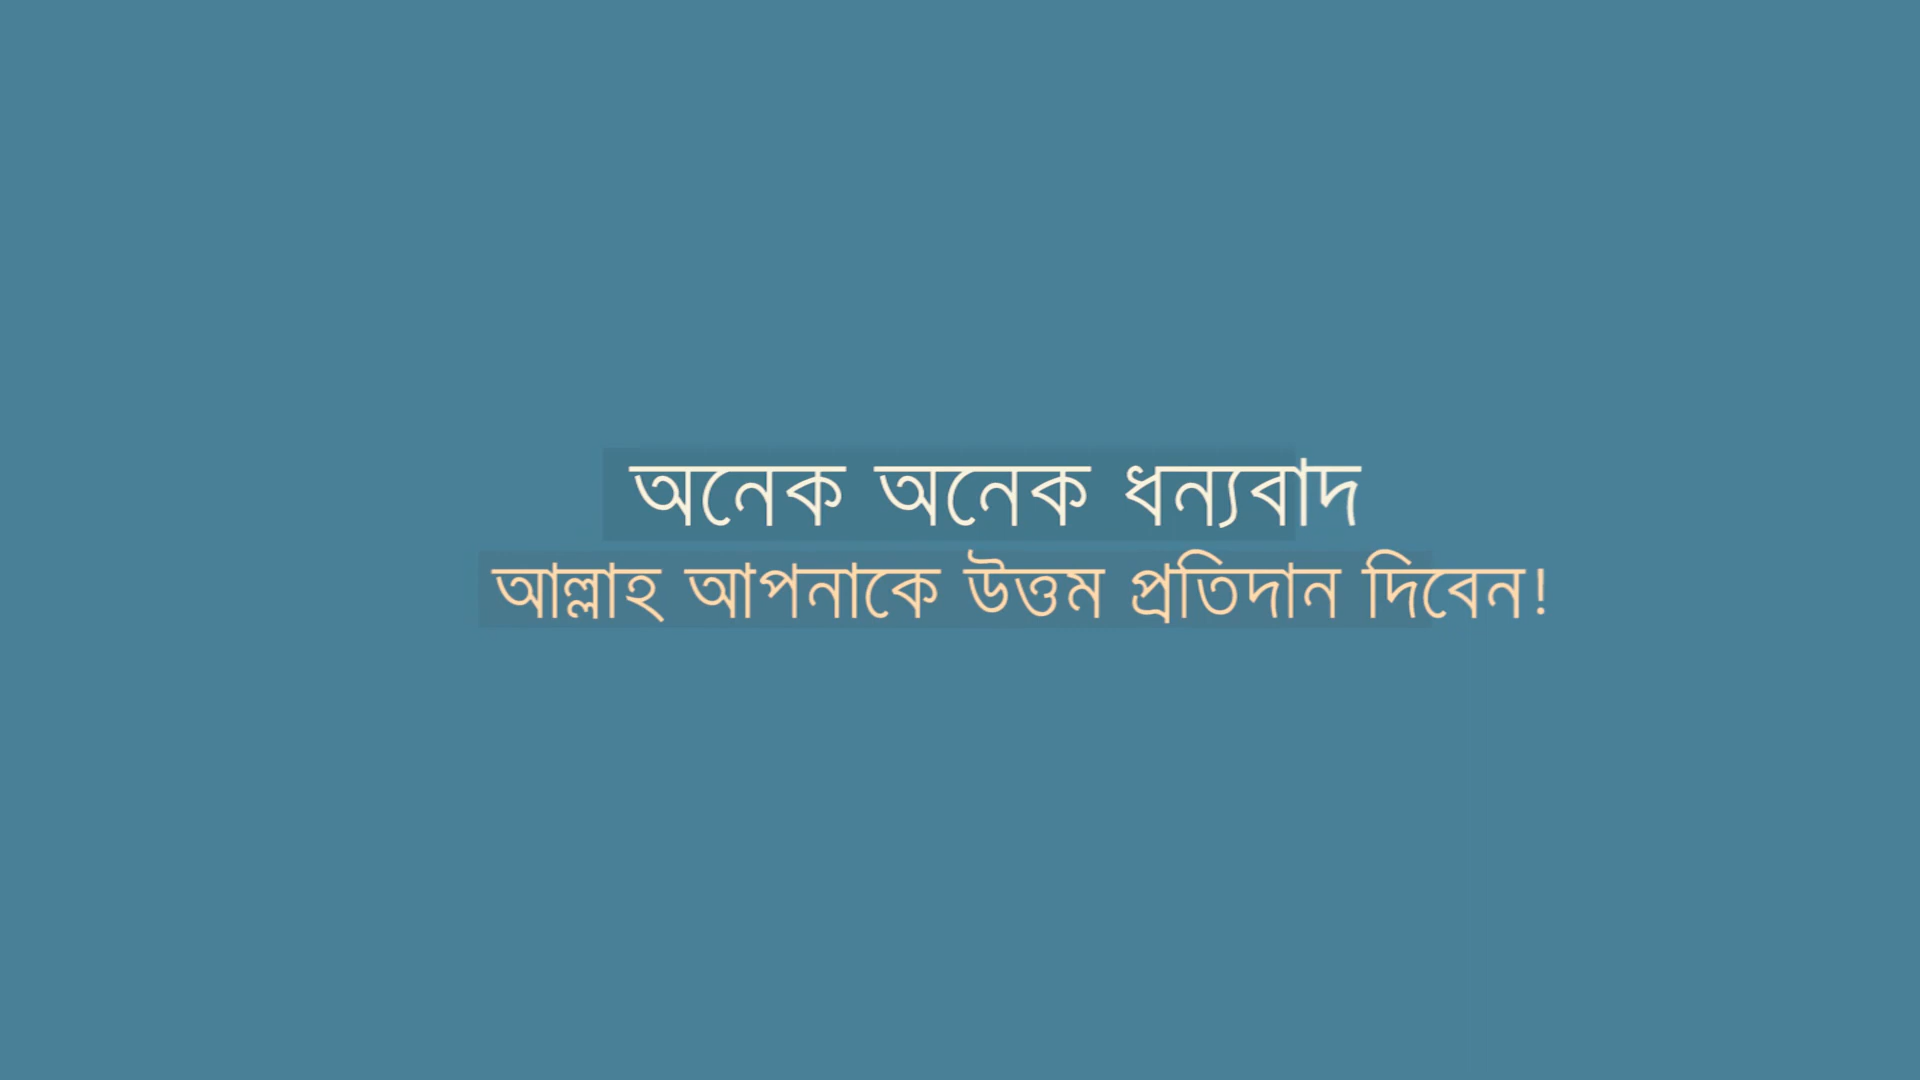 অনেক অনেক ধন্যবাদ
আল্লাহ আপনাকে উত্তম প্রতিদান দিবেন!